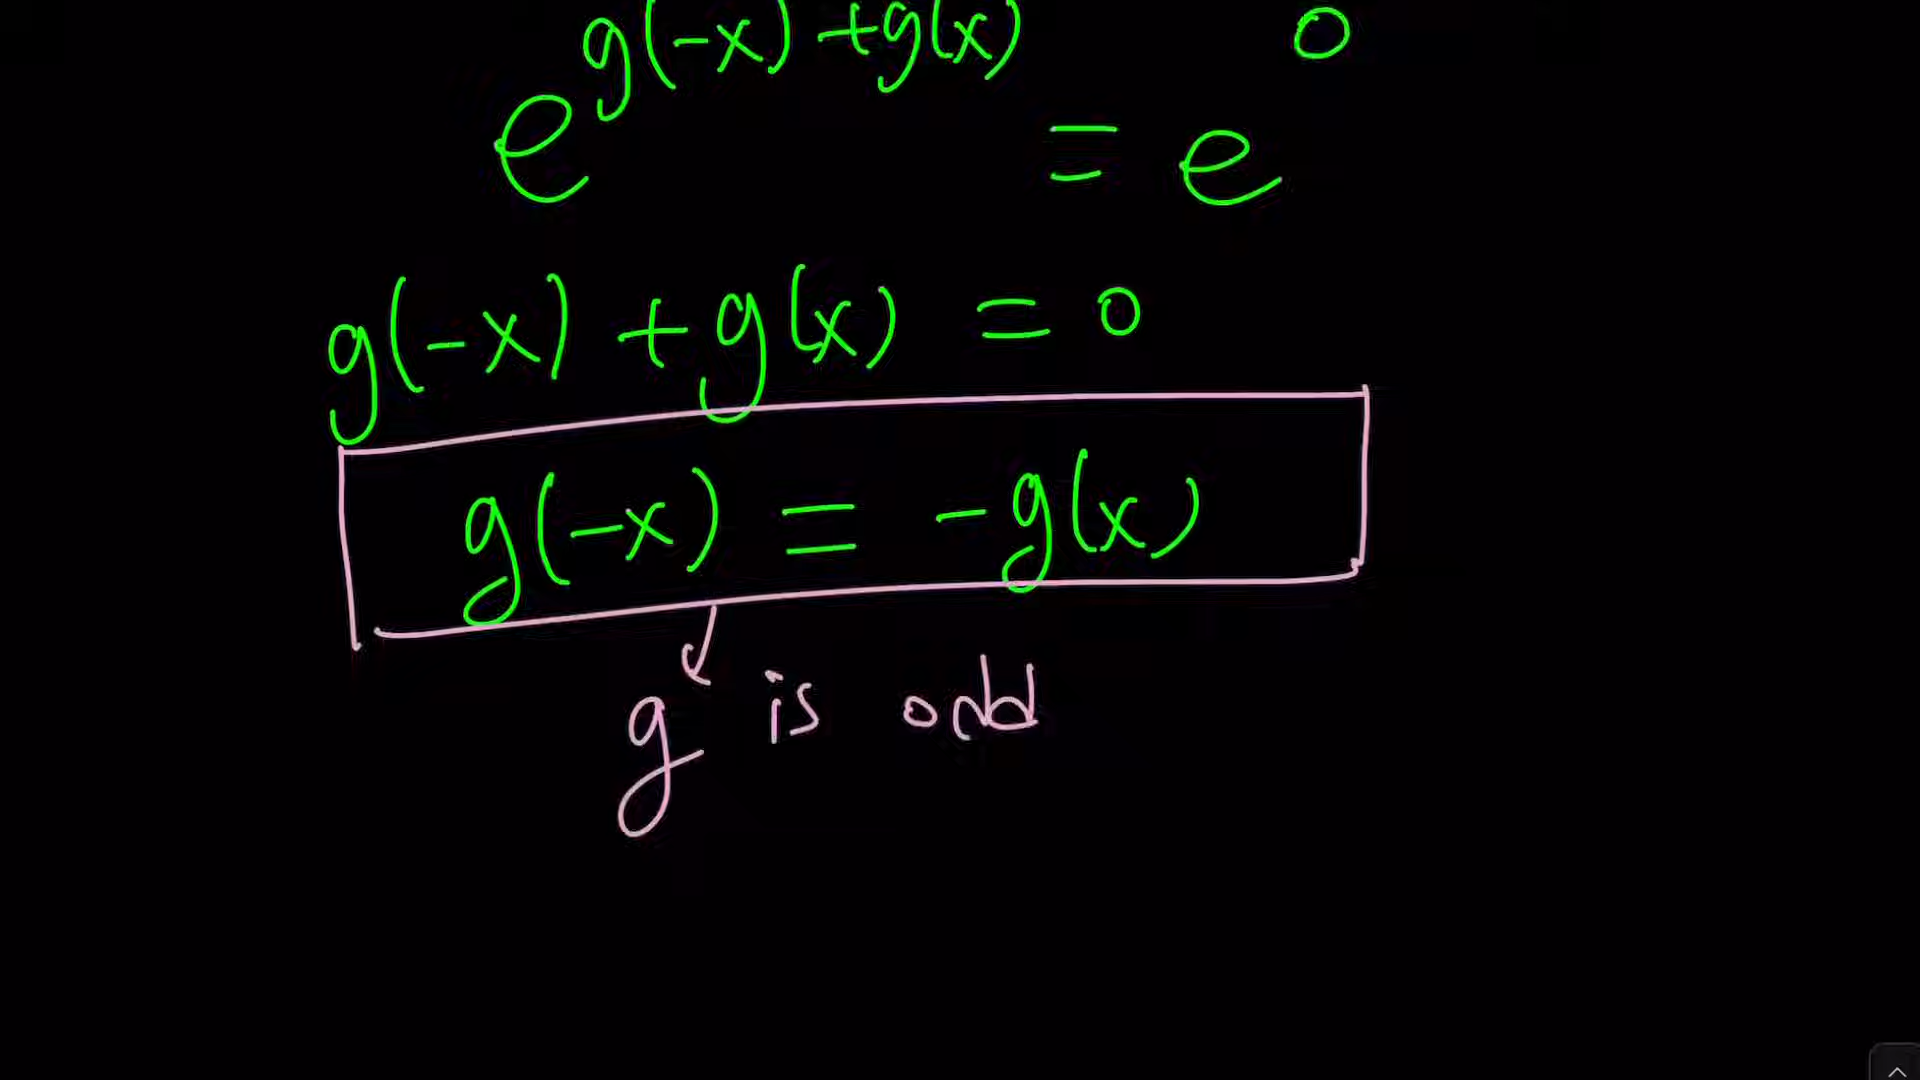 e^{g(-x)+g(x)} = e^0
g(-x) + g(x) = 0
g(-x) = -g(x)
g is odd